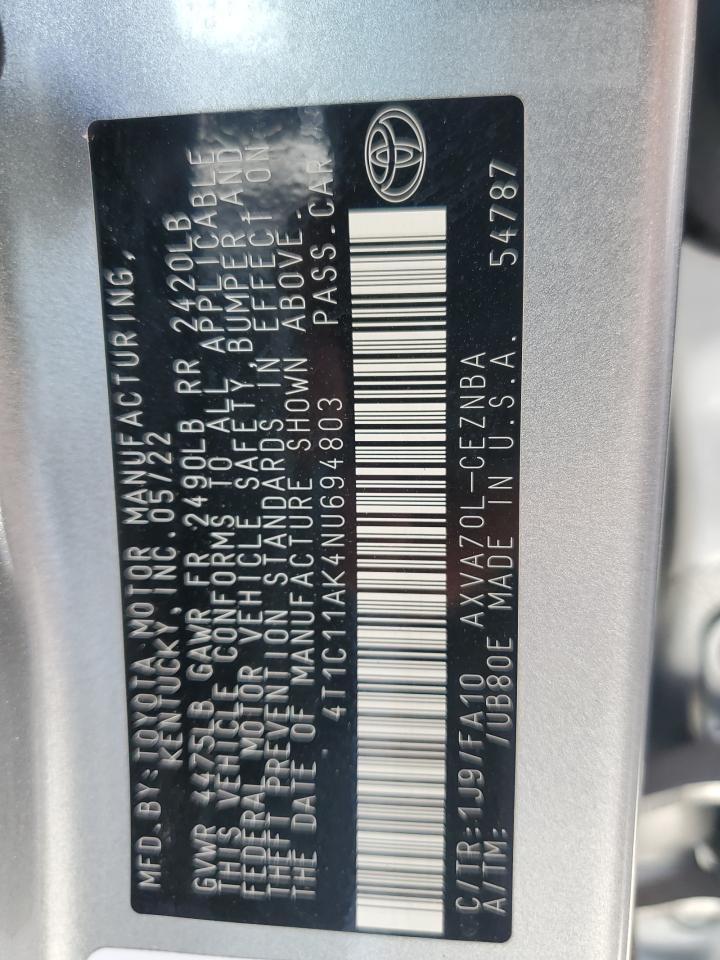 MFD. BY: TOYOTA MOTOR MANUFACTURING,
KENTUCKY, INC. 05/22
GVWR 4475LB GAWR FR 2490LB RR 2420LB
THIS VEHICLE CONFORMS TO ALL APPLICABLE
FEDERAL MOTOR VEHICLE SAFETY, BUMPER, AND
THEFT PREVENTION STANDARDS IN EFFECT ON
THE DATE OF MANUFACTURE SHOWN ABOVE.
4T1C11AK4NU694803 PASS. CAR
C/TR: 1J9/FA10 AXVA70L-CEZNBA
A/TM: /UB80E MADE IN U.S.A. 54787